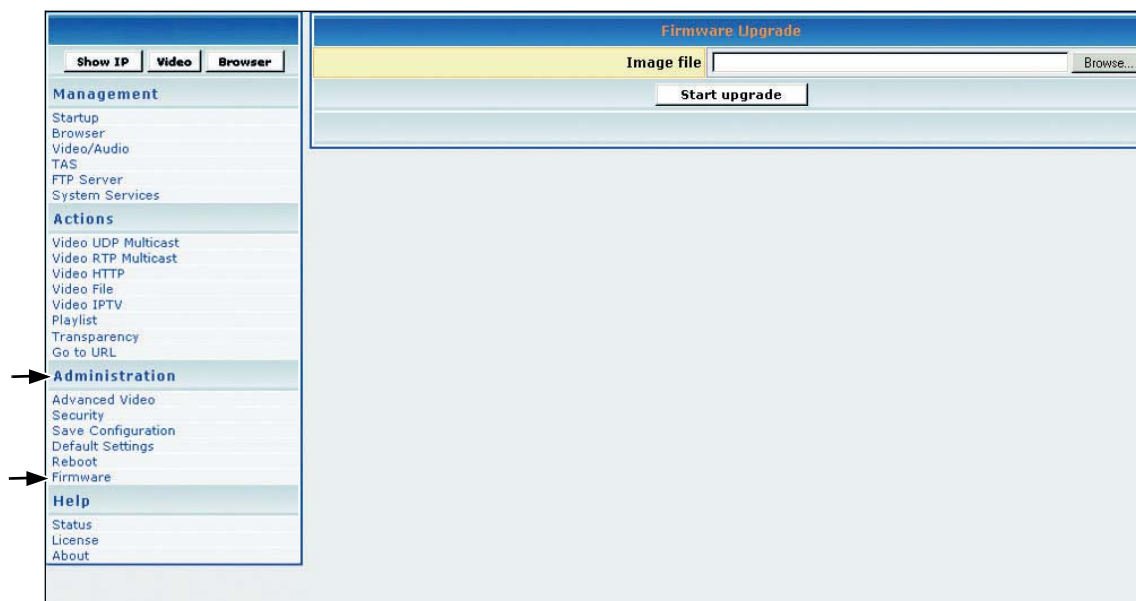 Show IP Video Browser
Management
Startup
Browser
Video/Audio
TAS
FTP Server
System Services
Actions
Video UDP Multicast
Video RTP Multicast
Video HTTP
Video File
Video IPTV
Playlist
Transparency
Go to URL
Administration
Advanced Video
Security
Save Configuration
Default Settings
Reboot
Firmware
Help
Status
License
About
Firmware Upgrade
Image file Browse...
Start upgrade